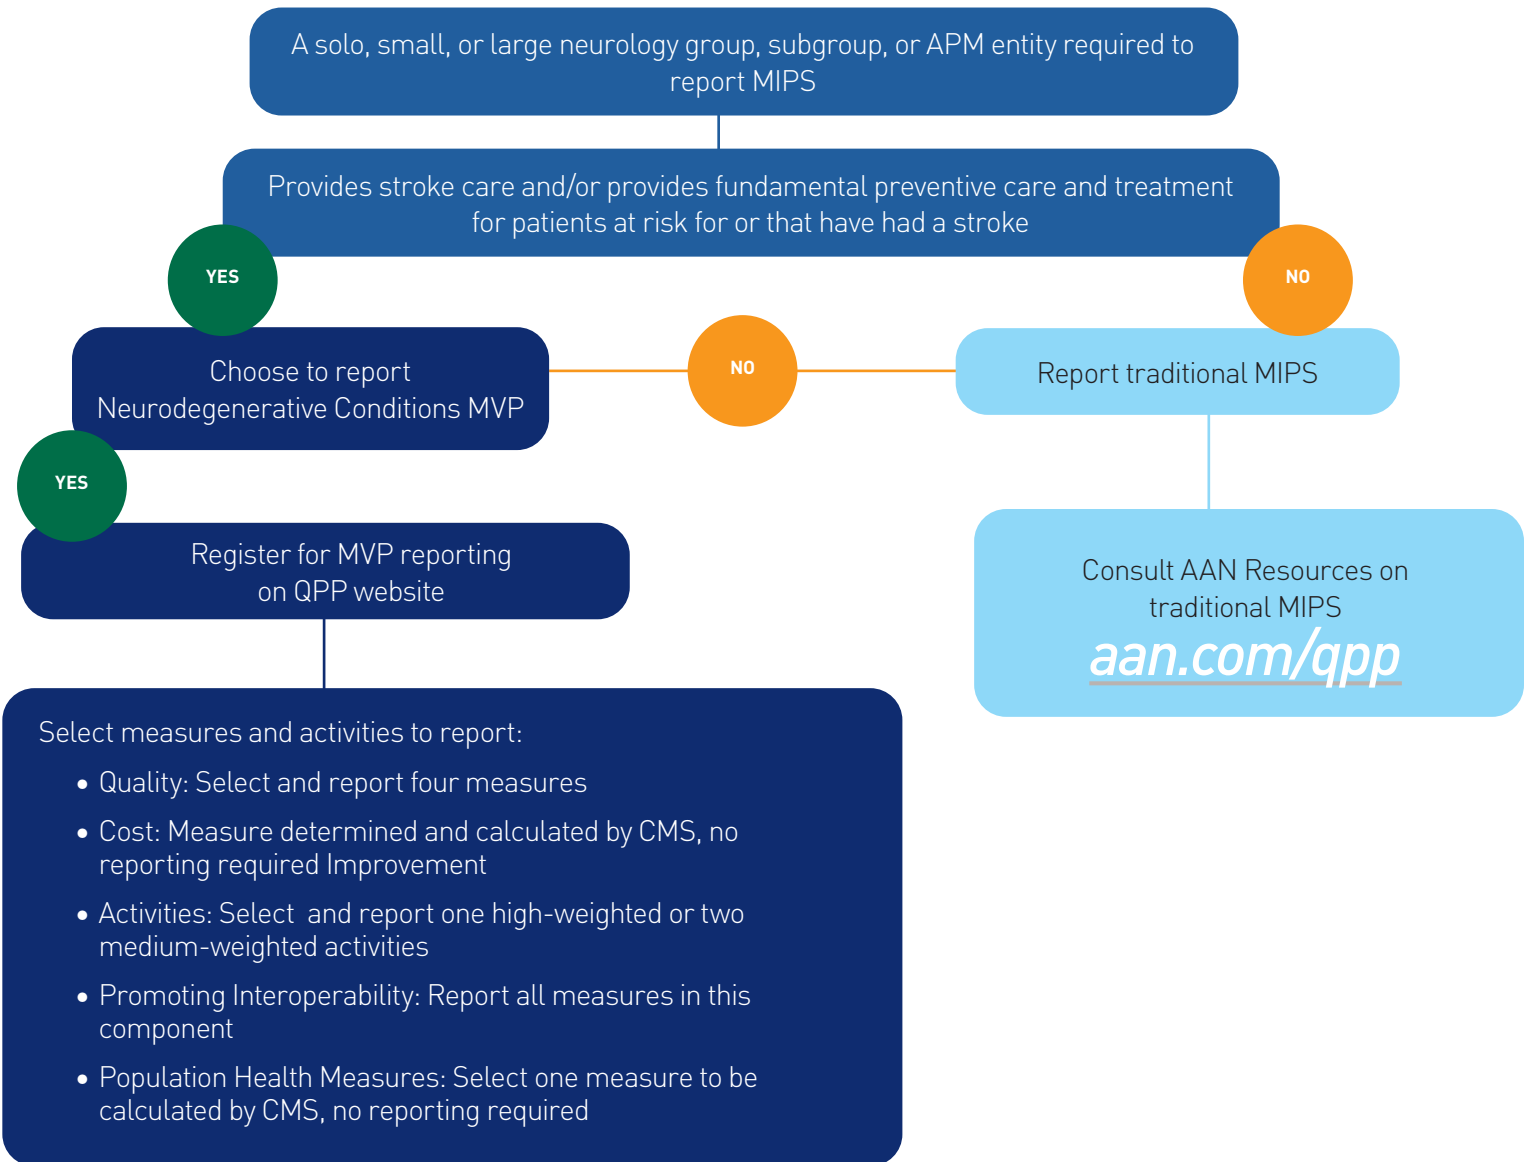 A solo, small, or large neurology group, subgroup, or APM entity required to
report MIPS
Provides stroke care and/or provides fundamental preventive care and treatment
for patients at risk for or that have had a stroke
YES
NO
Choose to report
Neurodegenerative Conditions MVP
NO
Report traditional MIPS
YES
Register for MVP reporting
on QPP website
Consult AAN Resources on
traditional MIPS
aan.com/qpp
Select measures and activities to report:
• Quality: Select and report four measures
• Cost: Measure determined and calculated by CMS, no
reporting required Improvement
• Activities: Select  and report one high-weighted or two
medium-weighted activities
• Promoting Interoperability: Report all measures in this
component
• Population Health Measures: Select one measure to be
calculated by CMS, no reporting required